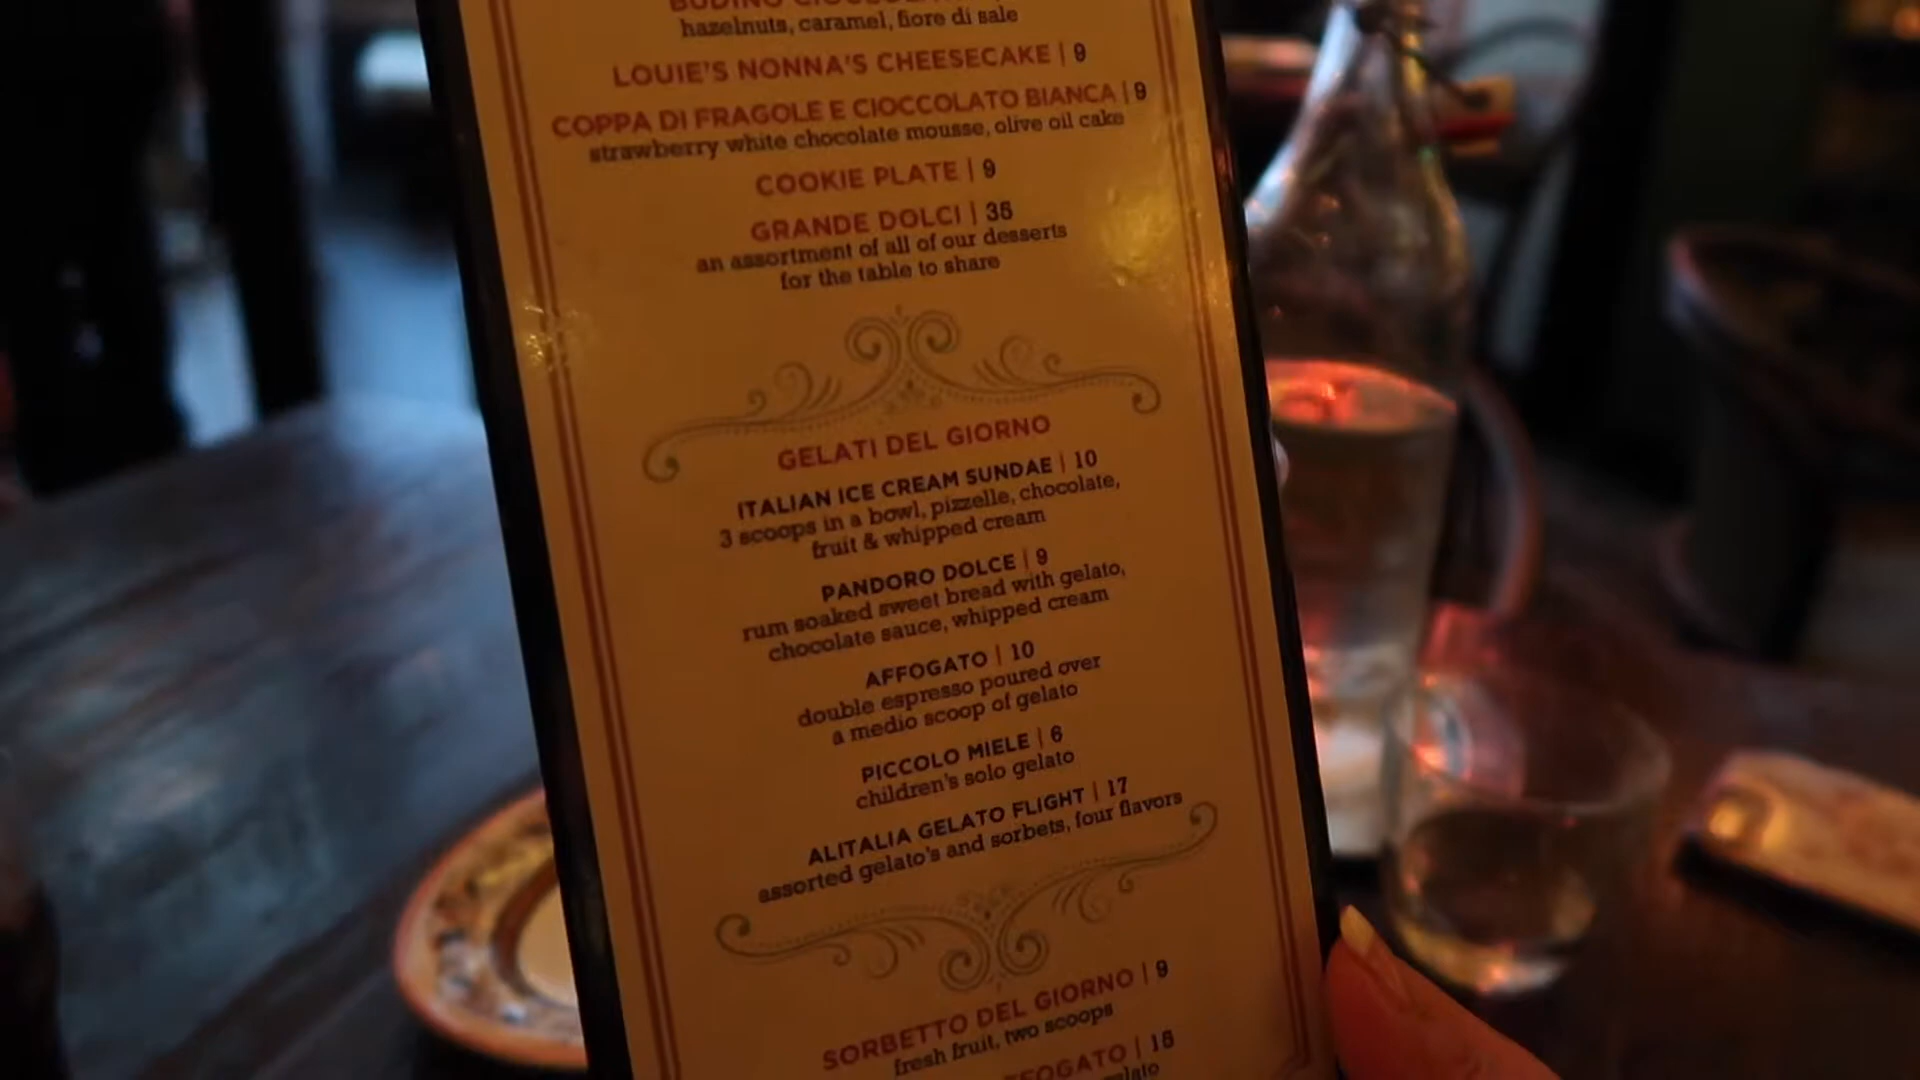 BUDINO
hazelnuts, caramel, fiore di sale
LOUIE'S NONNA'S CHEESECAKE | 9
COPPA DI FRAGOLE E CIOCCOLATO BIANCA | 9
strawberry white chocolate mousse, olive oil cake
COOKIE PLATE | 9
GRANDE DOLCI | 35
an assortment of all of our desserts
for the table to share
GELATI DEL GIORNO
ITALIAN ICE CREAM SUNDAE | 10
3 scoops in a bowl, pizzelle, chocolate,
fruit & whipped cream
PANDORO DOLCE | 9
rum soaked sweet bread with gelato,
chocolate sauce, whipped cream
AFFOGATO | 10
double espresso poured over
a medio scoop of gelato
PICCOLO MIELE | 6
children's solo gelato
ALITALIA GELATO FLIGHT | 17
assorted gelato's and sorbets, four flavors
SORBETTO DEL GIORNO | 9
fresh fruit, two scoops